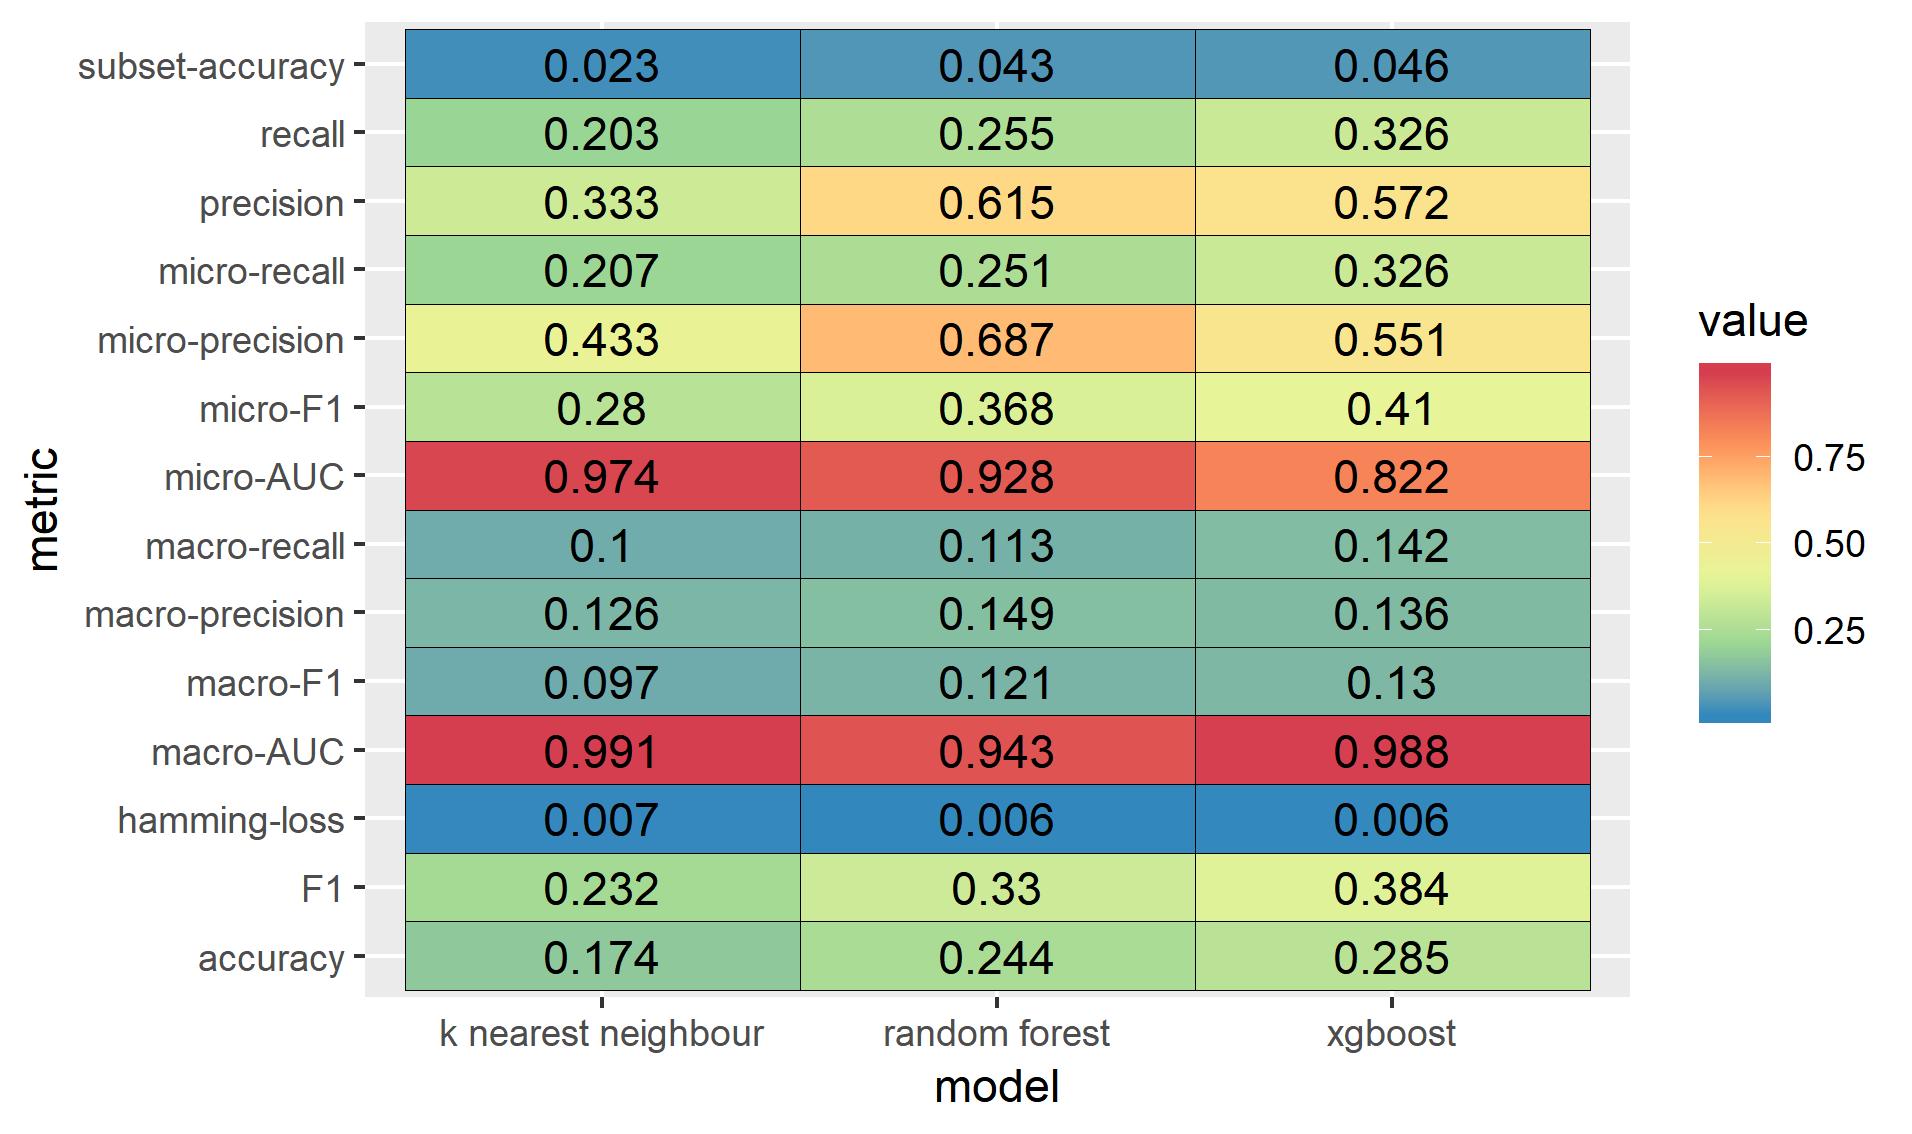 subset-accuracy 0.023 0.043 0.046
recall 0.203 0.255 0.326
precision 0.333 0.615 0.572
micro-recall 0.207 0.251 0.326
micro-precision 0.433 0.687 0.551
micro-F1 0.28 0.368 0.41
micro-AUC 0.974 0.928 0.822
macro-recall 0.1 0.113 0.142
macro-precision 0.126 0.149 0.136
macro-F1 0.097 0.121 0.13
macro-AUC 0.991 0.943 0.988
hamming-loss 0.007 0.006 0.006
F1 0.232 0.33 0.384
accuracy 0.174 0.244 0.285
k nearest neighbour random forest xgboost
model
metric
value
0.75
0.50
0.25